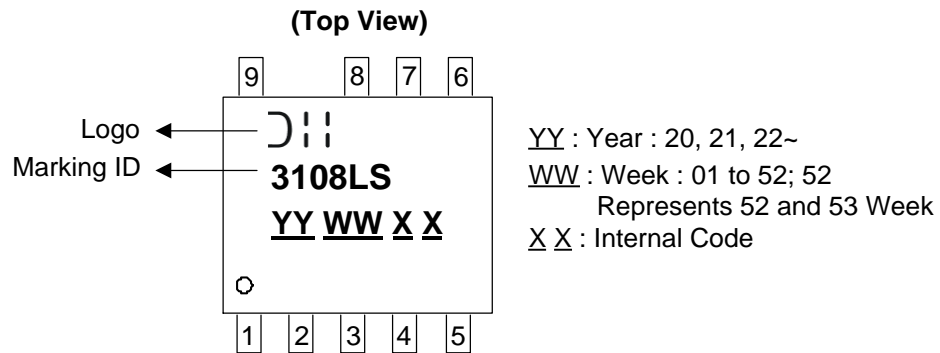 (Top View)
9 8 7 6
Logo
Marking ID
3108LS
YY WW X X
1 2 3 4 5
YY : Year : 20, 21, 22~
WW : Week : 01 to 52; 52
Represents 52 and 53 Week
X X : Internal Code